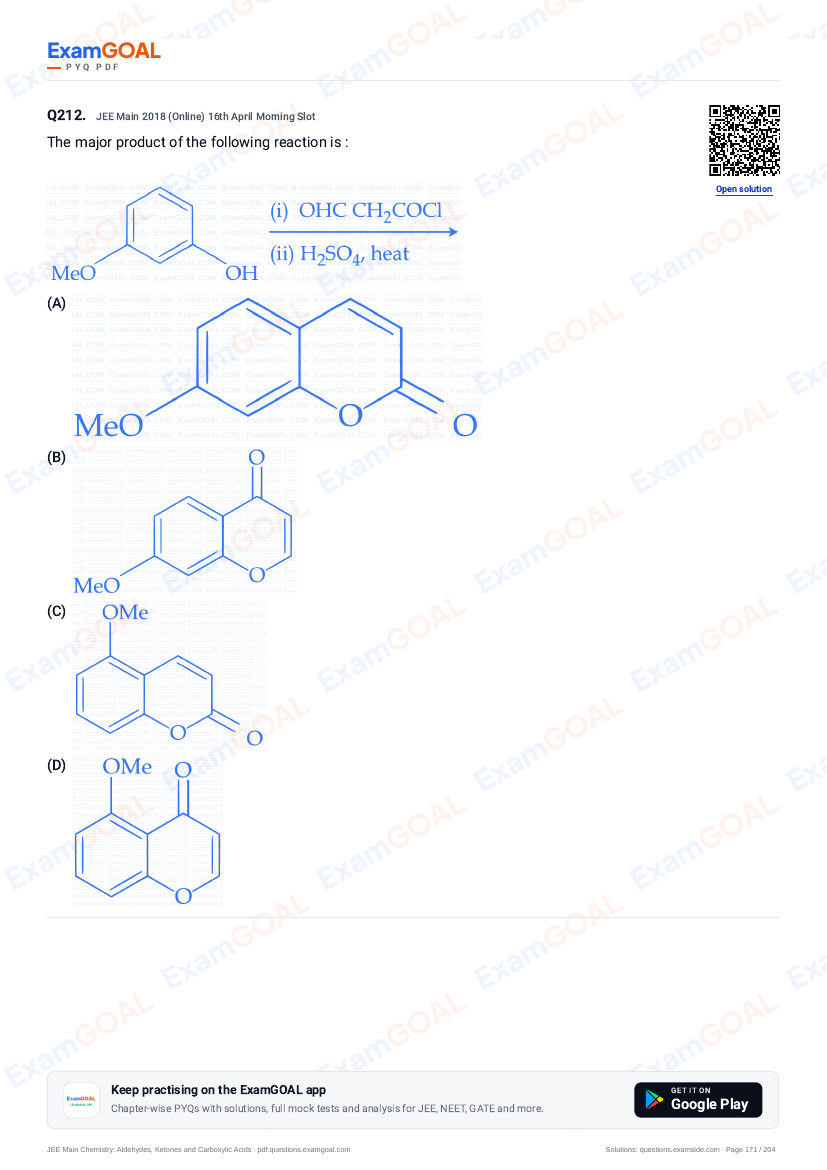 ExamGOAL
PYQ PDF
Q212. JEE Main 2018 (Online) 16th April Morning Slot
The major product of the following reaction is :
Open solution
(i) OHC CH2COCl
(ii) H2SO4, heat
MeO
OH
(A)
MeO
O
O
(B)
O
MeO
O
(C)
OMe
O
O
(D)
OMe
O
O
Keep practising on the ExamGOAL app
Chapter-wise PYQs with solutions, full mock tests and analysis for JEE, NEET, GATE and more.
GET IT ON
Google Play
JEE Main Chemistry: Aldehydes, Ketones and Carboxylic Acids · pdf.questions.examgoal.com
Solutions: questions.examside.com · Page 171 / 204